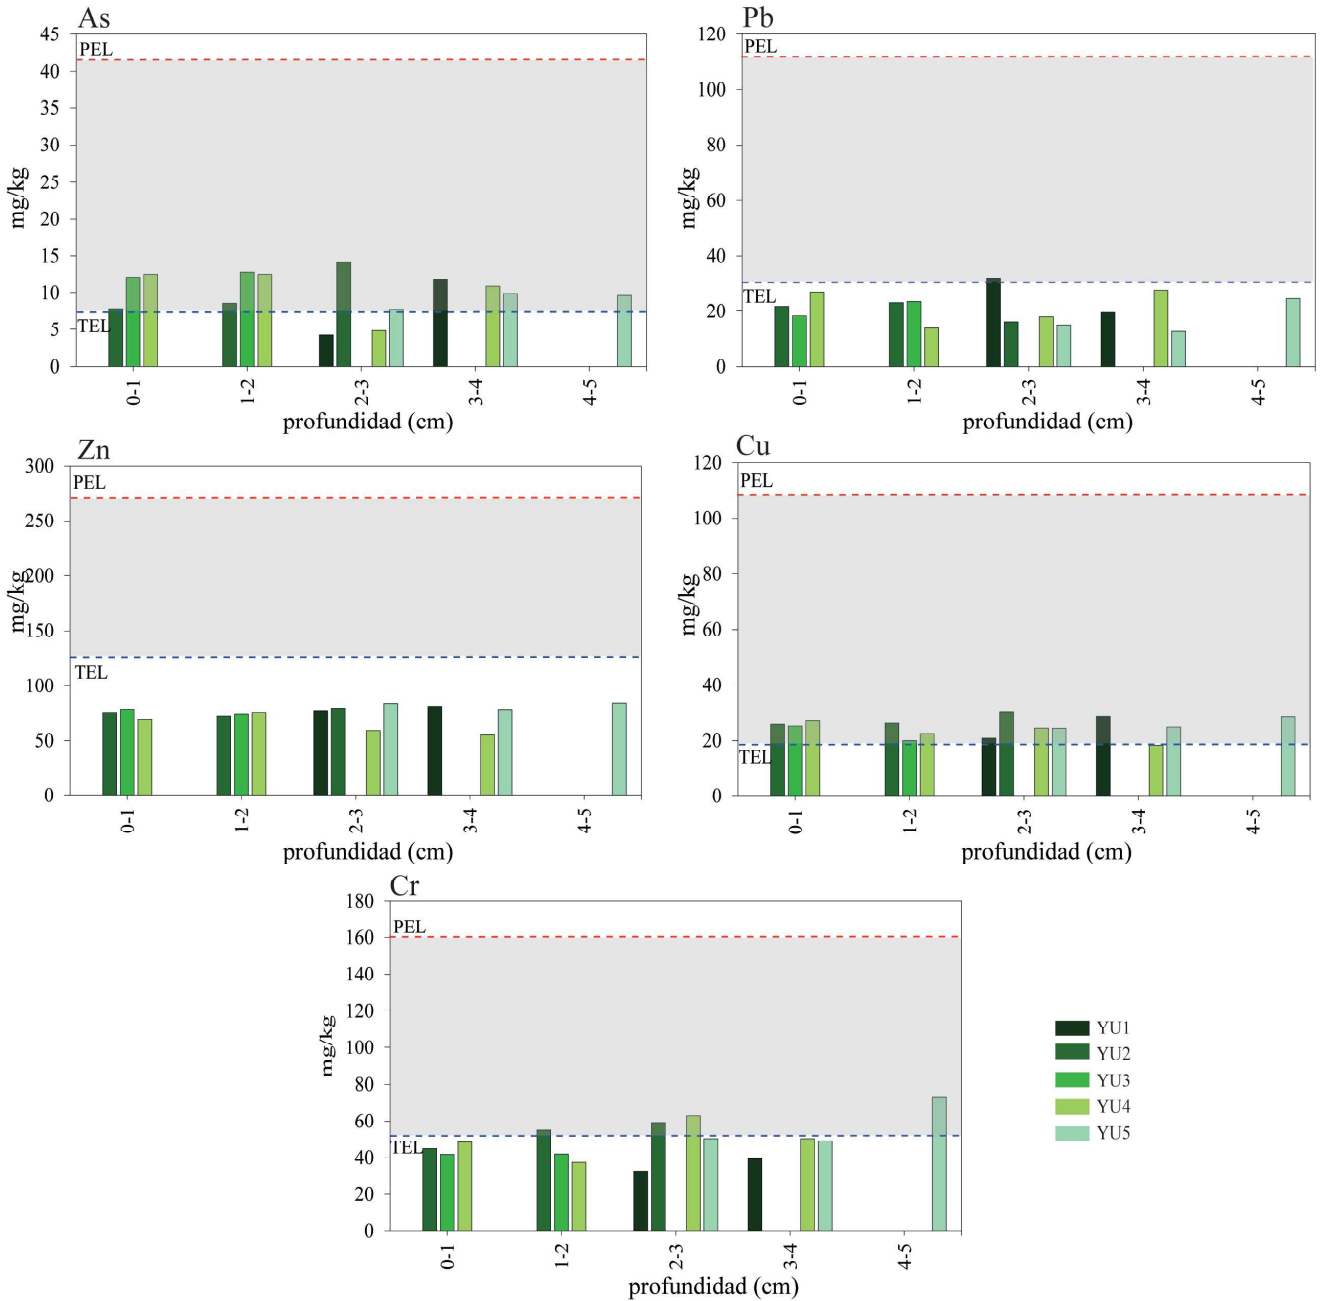 As
PEL
TEL
45
40
35
30
25
20
15
10
5
0
mg/kg
0-1
1-2
2-3
3-4
4-5
profundidad (cm)
Pb
PEL
TEL
120
100
80
60
40
20
0
mg/kg
0-1
1-2
2-3
3-4
4-5
profundidad (cm)
Zn
PEL
TEL
300
250
200
150
100
50
0
mg/kg
0-1
1-2
2-3
3-4
4-5
profundidad (cm)
Cu
PEL
TEL
120
100
80
60
40
20
0
mg/kg
0-1
1-2
2-3
3-4
4-5
profundidad (cm)
Cr
PEL
TEL
180
160
140
120
100
80
60
40
20
0
mg/kg
0-1
1-2
2-3
3-4
4-5
profundidad (cm)
YU1
YU2
YU3
YU4
YU5